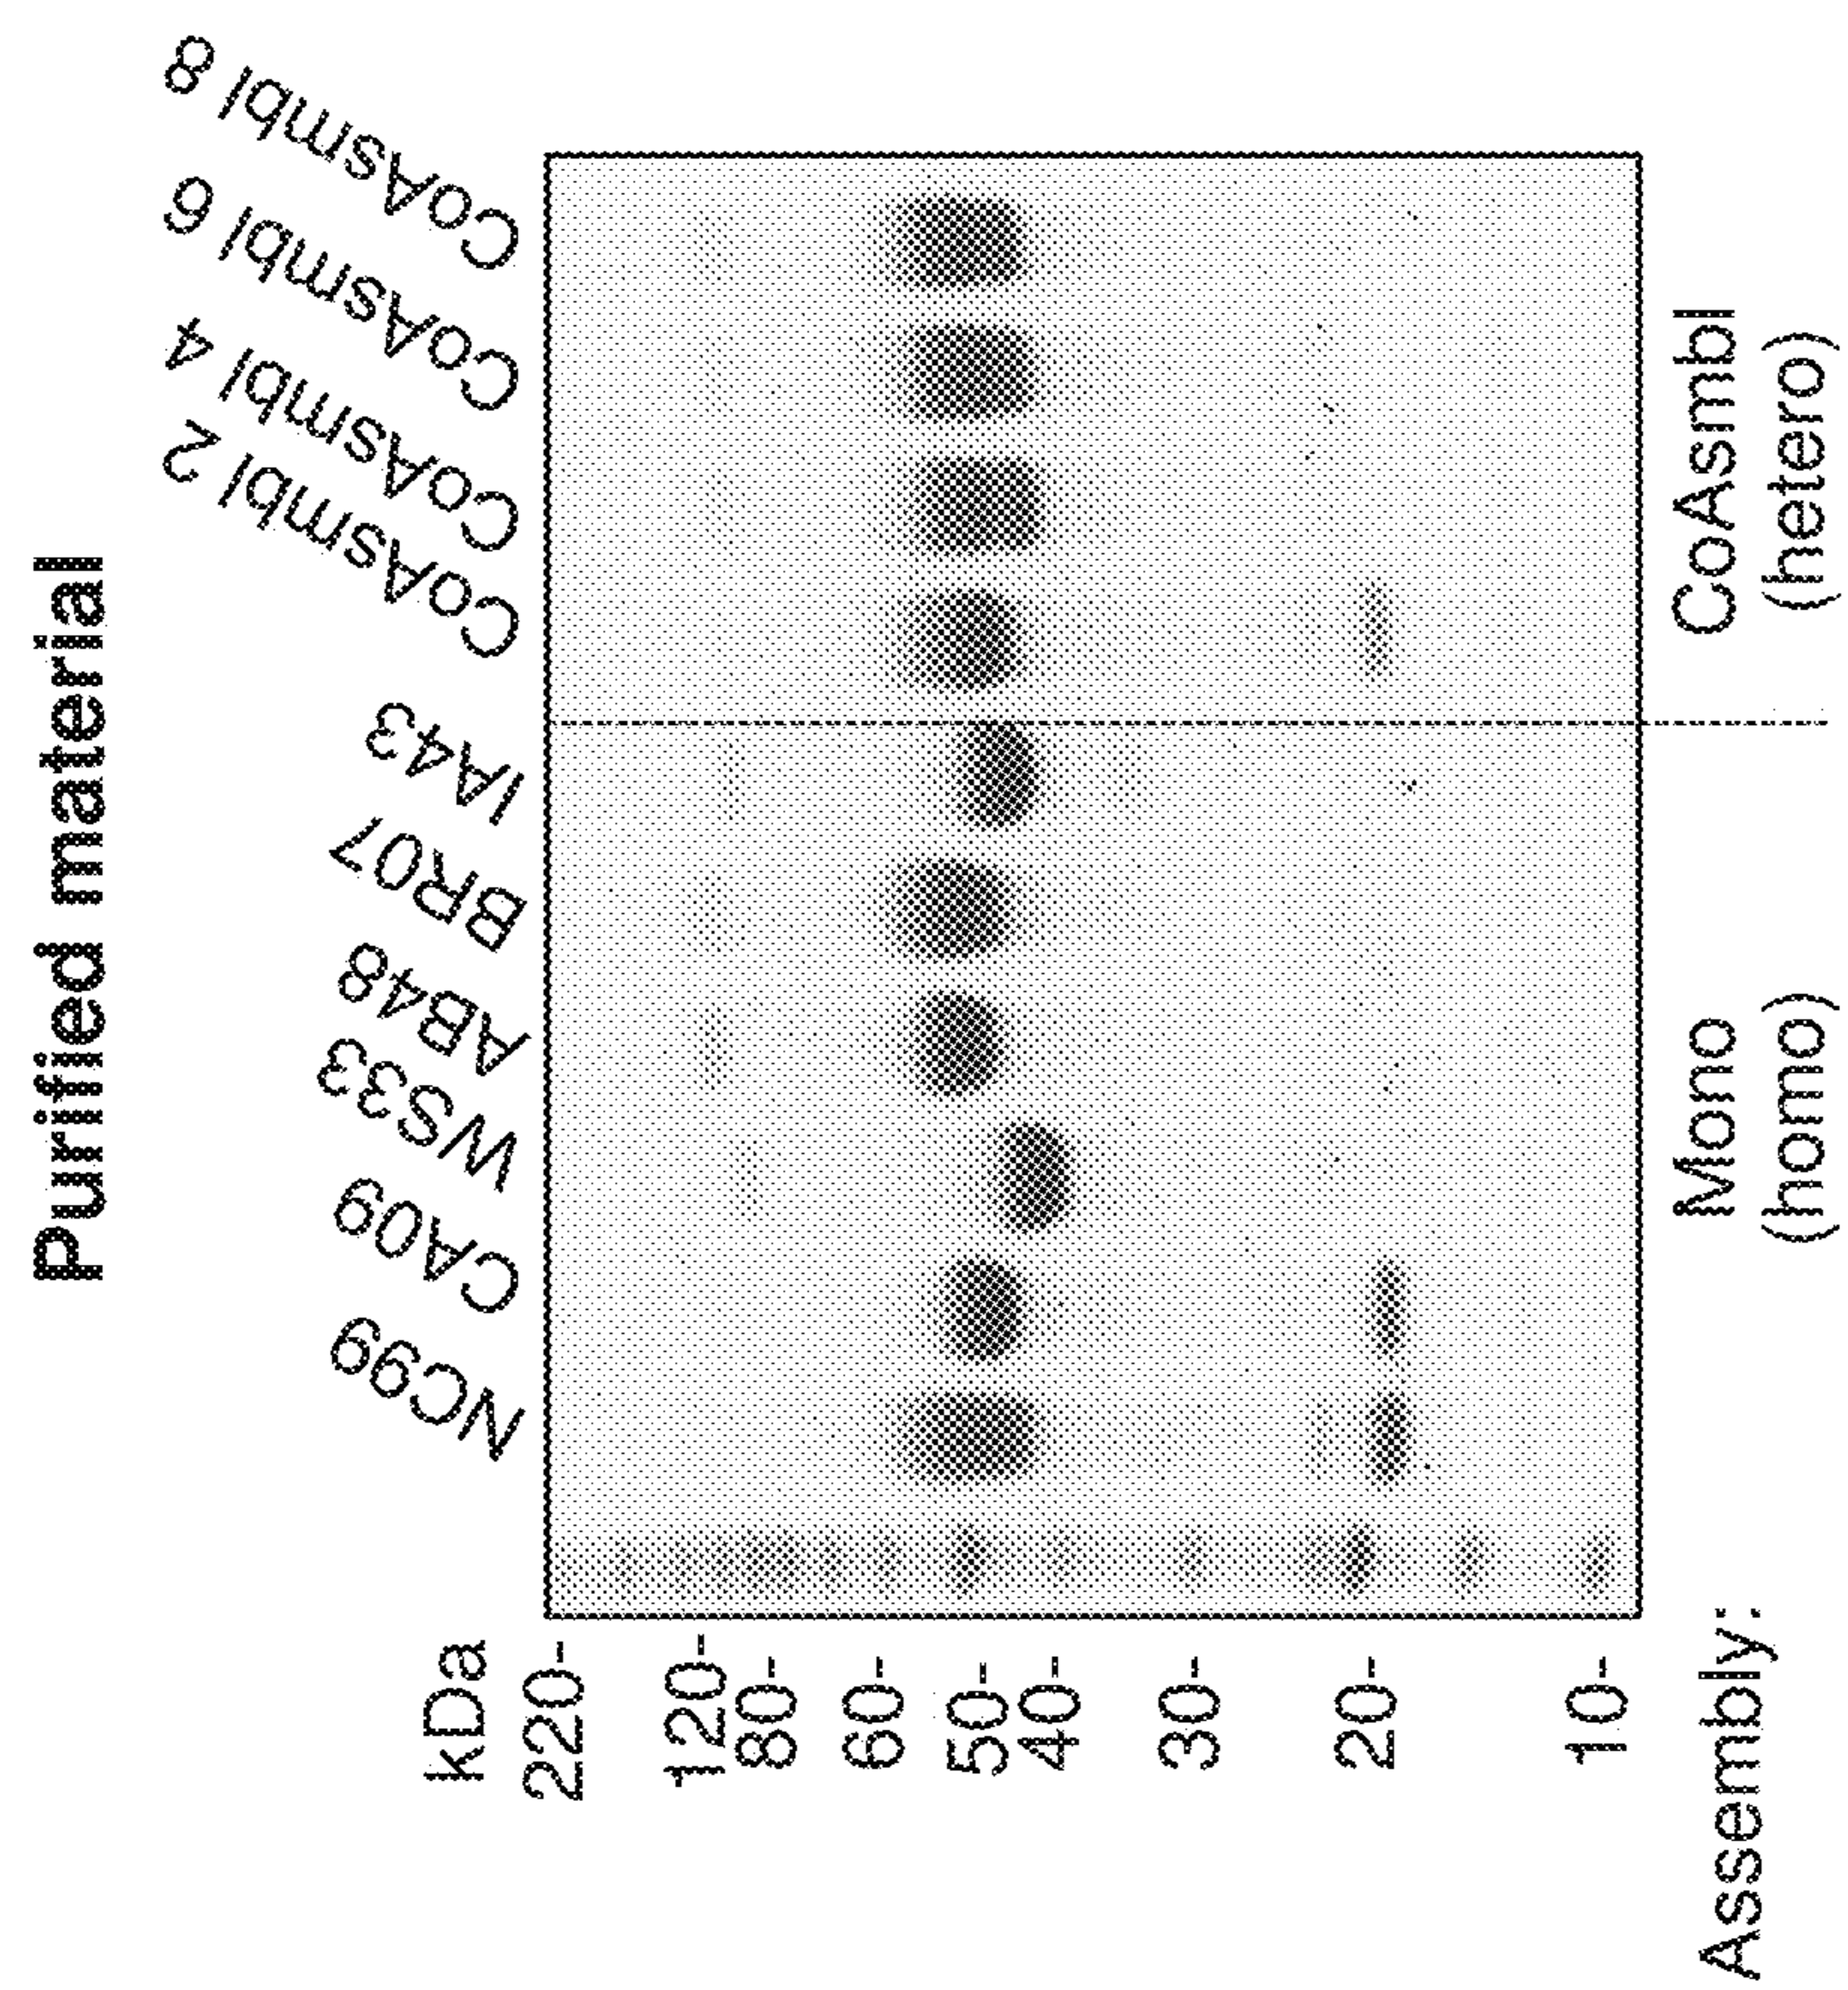 Purified material
kDa
NC99
CA09
WS33
AB48
BR07
IA43
CoAsmbl 2
CoAsmbl 4
CoAsmbl 6
CoAsmbl 8
220-
120-
80-
60-
50-
40-
30-
20-
10-
Assembly:
Mono
(homo)
CoAsmbl
(hetero)